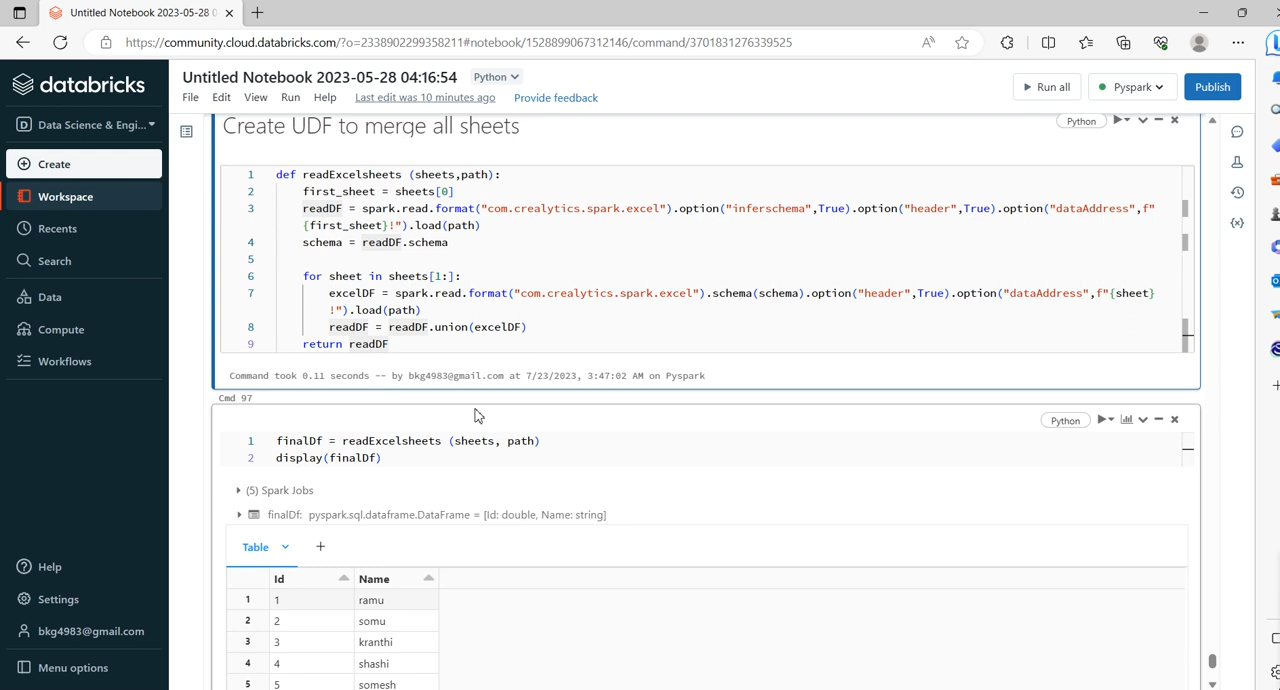 Untitled Notebook 2023-05-28 0
https://community.cloud.databricks.com/?o=2338902299358211#notebook/1528899067312146/command/3701831276339525
databricks
Data Science & Engi...
Create
Workspace
Recents
Search
Data
Compute
Workflows
Help
Settings
bkg4983@gmail.com
Menu options
Untitled Notebook 2023-05-28 04:16:54 Python
File Edit View Run Help Last edit was 10 minutes ago Provide feedback
Run all Pyspark Publish
Create UDF to merge all sheets
Python
1 def readExcelsheets (sheets,path):
2 first_sheet = sheets[0]
3 readDF = spark.read.format("com.crealytics.spark.excel").option("inferschema",True).option("header",True).option("dataAddress",f"
{first_sheet}!").load(path)
4 schema = readDF.schema
5
6 for sheet in sheets[1:]:
7 excelDF = spark.read.format("com.crealytics.spark.excel").schema(schema).option("header",True).option("dataAddress",f"{sheet}
!").load(path)
8 readDF = readDF.union(excelDF)
9 return readDF
Command took 0.11 seconds -- by bkg4983@gmail.com at 7/23/2023, 3:47:02 AM on Pyspark
Cmd 97
Python
1 finalDf = readExcelsheets (sheets, path)
2 display(finalDf)
(5) Spark Jobs
finalDf: pyspark.sql.dataframe.DataFrame = [Id: double, Name: string]
Table +
Id Name
1 1 ramu
2 2 somu
3 3 kranthi
4 4 shashi
5 5 somesh